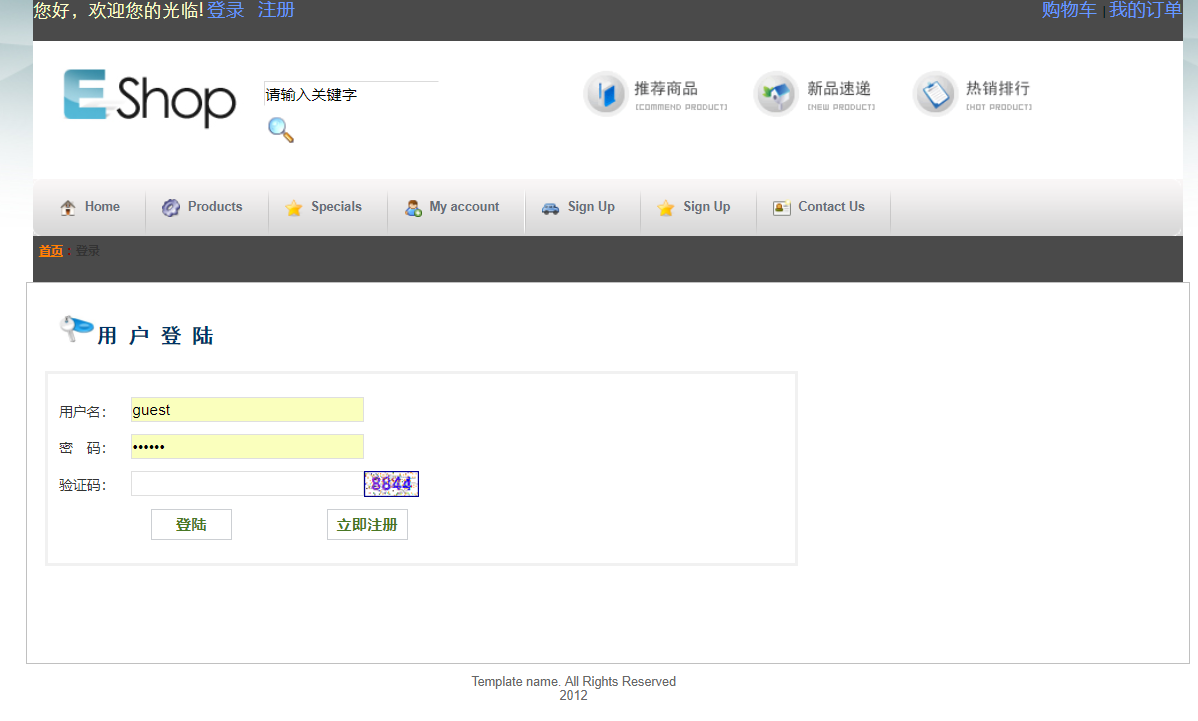 您好，欢迎您的光临! 登录 注册 购物车 | 我的订单
E Shop
请输入关键字
推荐商品 新品速递 热销排行
[COMMEND PRODUCT] [NEW PRODUCT] [HOT PRODUCT]
Home Products Specials My account Sign Up Sign Up Contact Us
首页 : 登录
用 户 登 陆
用户名： guest
密 码： ••••••
验证码： 8844
登陆 立即注册
Template name. All Rights Reserved
2012